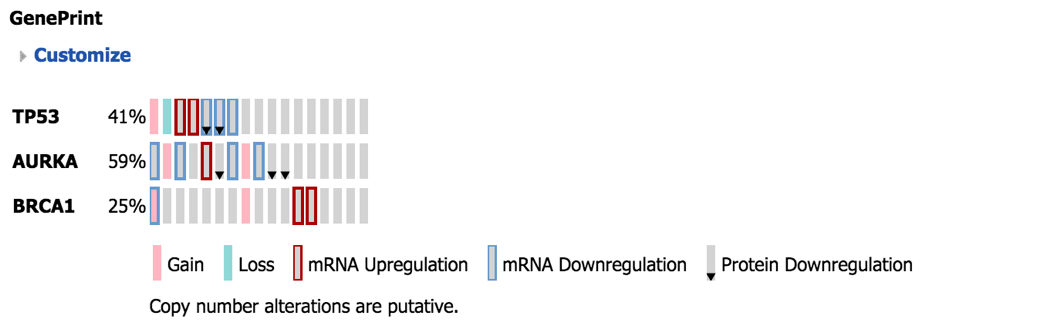 GenePrint
Customize
TP53 41%
AURKA 59%
BRCA1 25%
Gain Loss mRNA Upregulation mRNA Downregulation Protein Downregulation
Copy number alterations are putative.